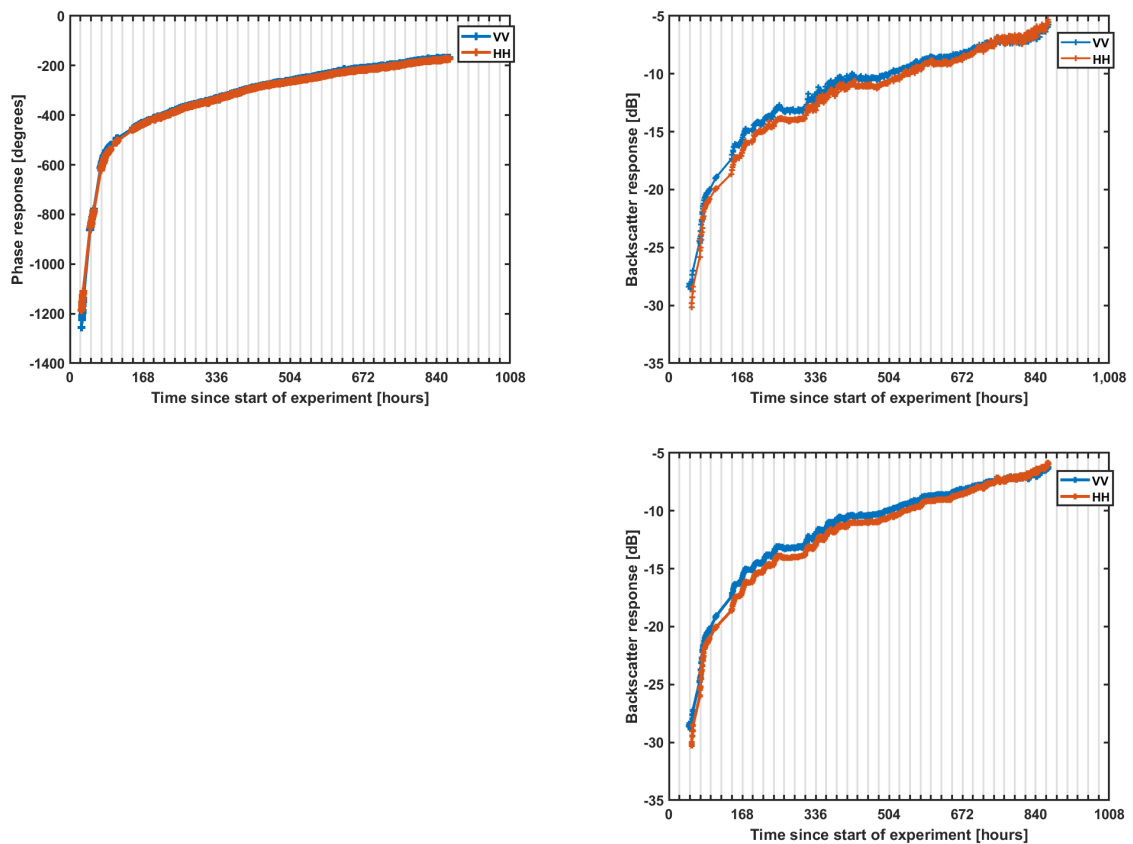 0
-200
-400
-600
-800
-1000
-1200
-1400
Phase response [degrees]
VV
HH
0 168 336 504 672 840 1008
Time since start of experiment [hours]
-5
-10
-15
-20
-25
-30
-35
Backscatter response [dB]
VV
HH
0 168 336 504 672 840 1,008
Time since start of experiment [hours]
-5
-10
-15
-20
-25
-30
-35
Backscatter response [dB]
VV
HH
0 168 336 504 672 840 1008
Time since start of experiment [hours]